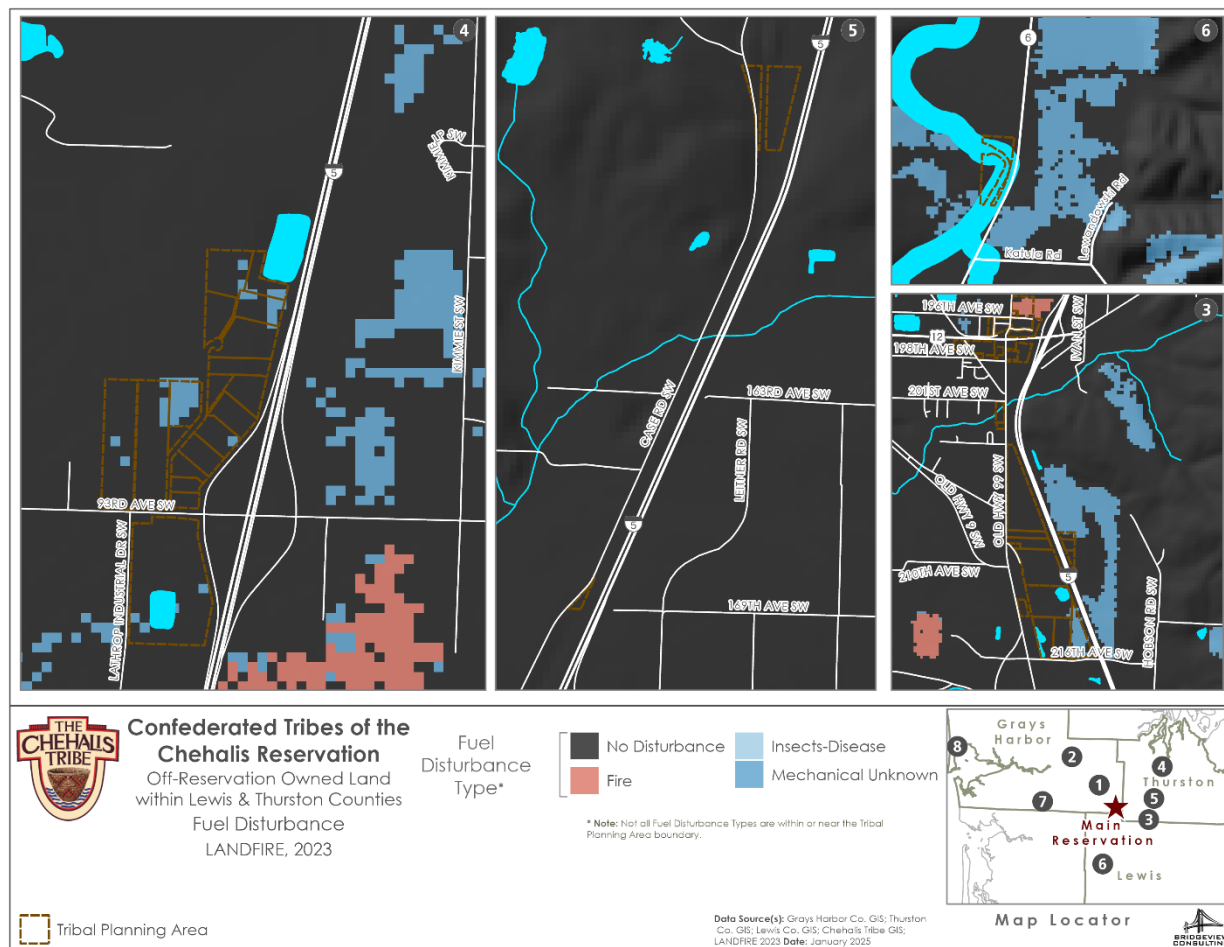 4
5
KIMMIE
LP SW
KIMMIE ST SW
93RD AVE SW
LATHROP INDUSTRIAL DR SW
5
5
CASE RD SW
163RD AVE SW
LEITNER RD SW
5
169TH AVE SW
6
6
Lewandowski Rd
Katula Rd
3
196TH AVE SW
12
198TH AVE SW
IVAN ST SW
201ST AVE SW
OLD HWY 9 SW
OLD HWY 99 SW
210TH AVE SW
5
HOBSON RD SW
216TH AVE SW
THE
CHEHALIS
TRIBE
Confederated Tribes of the
Chehalis Reservation
Off-Reservation Owned Land
within Lewis & Thurston Counties
Fuel Disturbance
LANDFIRE, 2023
Tribal Planning Area
Fuel
Disturbance
Type*
No Disturbance
Fire
Insects-Disease
Mechanical Unknown
* Note: Not all Fuel Disturbance Types are within or near the Tribal
Planning Area boundary.
Data Source(s): Grays Harbor Co. GIS; Thurston
Co. GIS; Lewis Co. GIS; Chehalis Tribe GIS;
LANDFIRE 2023 Date: January 2025
Grays
Harbor
8
2
4
Thurston
1
5
7
3
Main
Reservation
6
Lewis
Map Locator
BRIDGEVIEW
CONSULTING